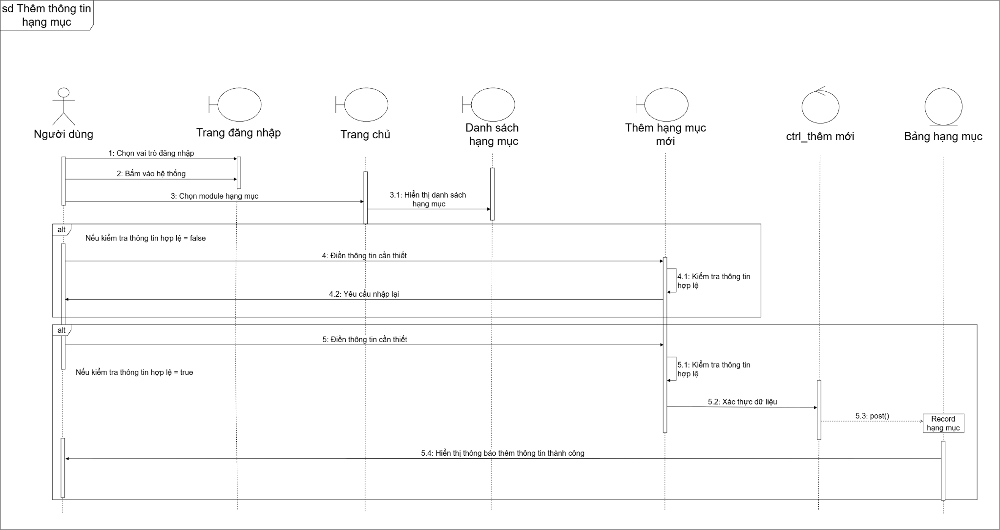 sd Thêm thông tin
hạng mục
Người dùng
Trang đăng nhập
Trang chủ
Danh sách
hạng mục
Thêm hạng mục
mới
ctrl_thêm mới
Bảng hạng mục
1: Chọn vai trò đăng nhập
2: Bấm vào hệ thống
3: Chọn module hạng mục
3.1: Hiển thị danh sách
hạng mục
alt
Nếu kiểm tra thông tin hợp lệ = false
4: Điền thông tin cần thiết
4.1: Kiểm tra thông tin
hợp lệ
4.2: Yêu cầu nhập lại
alt
5: Điền thông tin cần thiết
5.1: Kiểm tra thông tin
hợp lệ
Nếu kiểm tra thông tin hợp lệ = true
5.2: Xác thực dữ liệu
5.3: post()
Record
hạng mục
5.4: Hiển thị thông báo thêm thông tin thành công